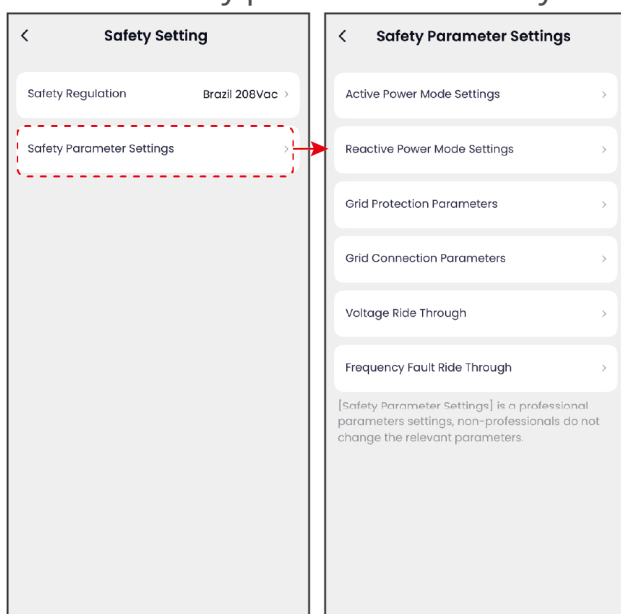 Safety Setting
Safety Regulation Brazil 208Vac
Safety Parameter Settings
Safety Parameter Settings
Active Power Mode Settings
Reactive Power Mode Settings
Grid Protection Parameters
Grid Connection Parameters
Voltage Ride Through
Frequency Fault Ride Through
[Safety Parameter Settings] is a professional
parameters settings, non-professionals do not
change the relevant parameters.